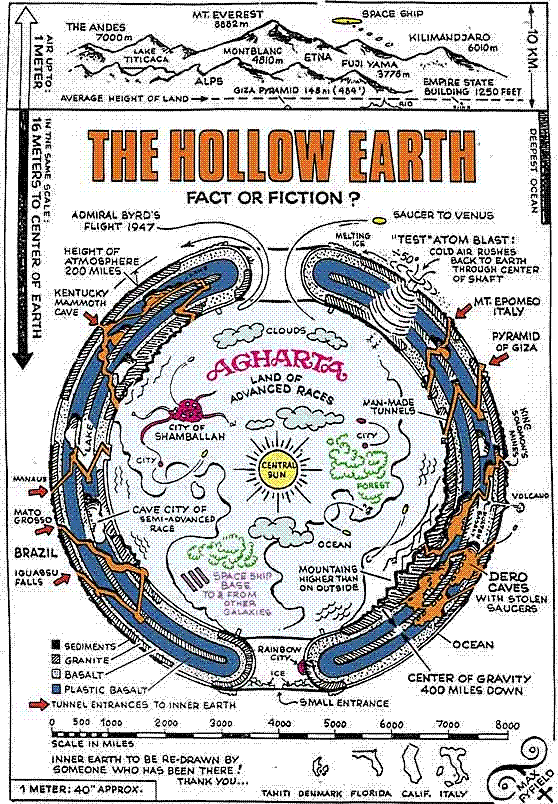 MT. EVEREST
8882 m
SPACE SHIP
THE ANDES
7000 m
LAKE
TITICACA
MONTBLANC
4810m
ETNA
FUJI YAMA
3778m
KILIMANDJARO
6010m
ALPS
GIZA PYRAMID 148m (484')
EMPIRE STATE
BUILDING 1250 FEET
AVERAGE HEIGHT OF LAND
RIO
10 KM.
AIR UP TO:
1 METER
IN THE SAME SCALE:
16 METERS TO CENTER OF EARTH
DEEPEST OCEAN
THE HOLLOW EARTH
FACT OR FICTION ?
ADMIRAL BYRD'S
FLIGHT 1947
SAUCER TO VENUS
MELTING
ICE
"TEST" ATOM BLAST:
COLD AIR RUSHES
BACK TO EARTH
THROUGH CENTER
OF SHAFT
HEIGHT OF
ATMOSPHERE
200 MILES
KENTUCKY
MAMMOTH
CAVE
MT. EPOMEO
ITALY
PYRAMID
OF GIZA
CLOUDS
AGHARTA
LAND OF
ADVANCED RACES
MAN-MADE
TUNNELS
KING
SOLOMON'S
MINES
CITY OF
SHAMBALLAH
CITY
CITY
CENTRAL
SUN
FOREST
LAKE
MANAUS
MATO
GROSSO
BRAZIL
IGUASSU
FALLS
CAVE CITY OF
SEMI-ADVANCED
RACE
VOLCANO
OCEAN
MOUNTAINS
HIGHER THAN
ON OUTSIDE
SPACE SHIP
BASE
TO & FROM
OTHER
GALAXIES
DERO
CAVES
WITH STOLEN
SAUCERS
OCEAN
RAINBOW
CITY
ICE
CENTER OF GRAVITY
400 MILES DOWN
SMALL ENTRANCE
SEDIMENTS
GRANITE
BASALT
PLASTIC BASALT
TUNNEL ENTRANCES TO INNER EARTH
0 500 1000 2000 3000 4000 5000 6000 7000 8000
SCALE IN MILES
INNER EARTH TO BE RE-DRAWN BY
SOMEONE WHO HAS BEEN THERE!
THANK YOU...
1 METER: 40" APPROX.
TAHITI DENMARK FLORIDA CALIF. ITALY
MAX
FYFIELD